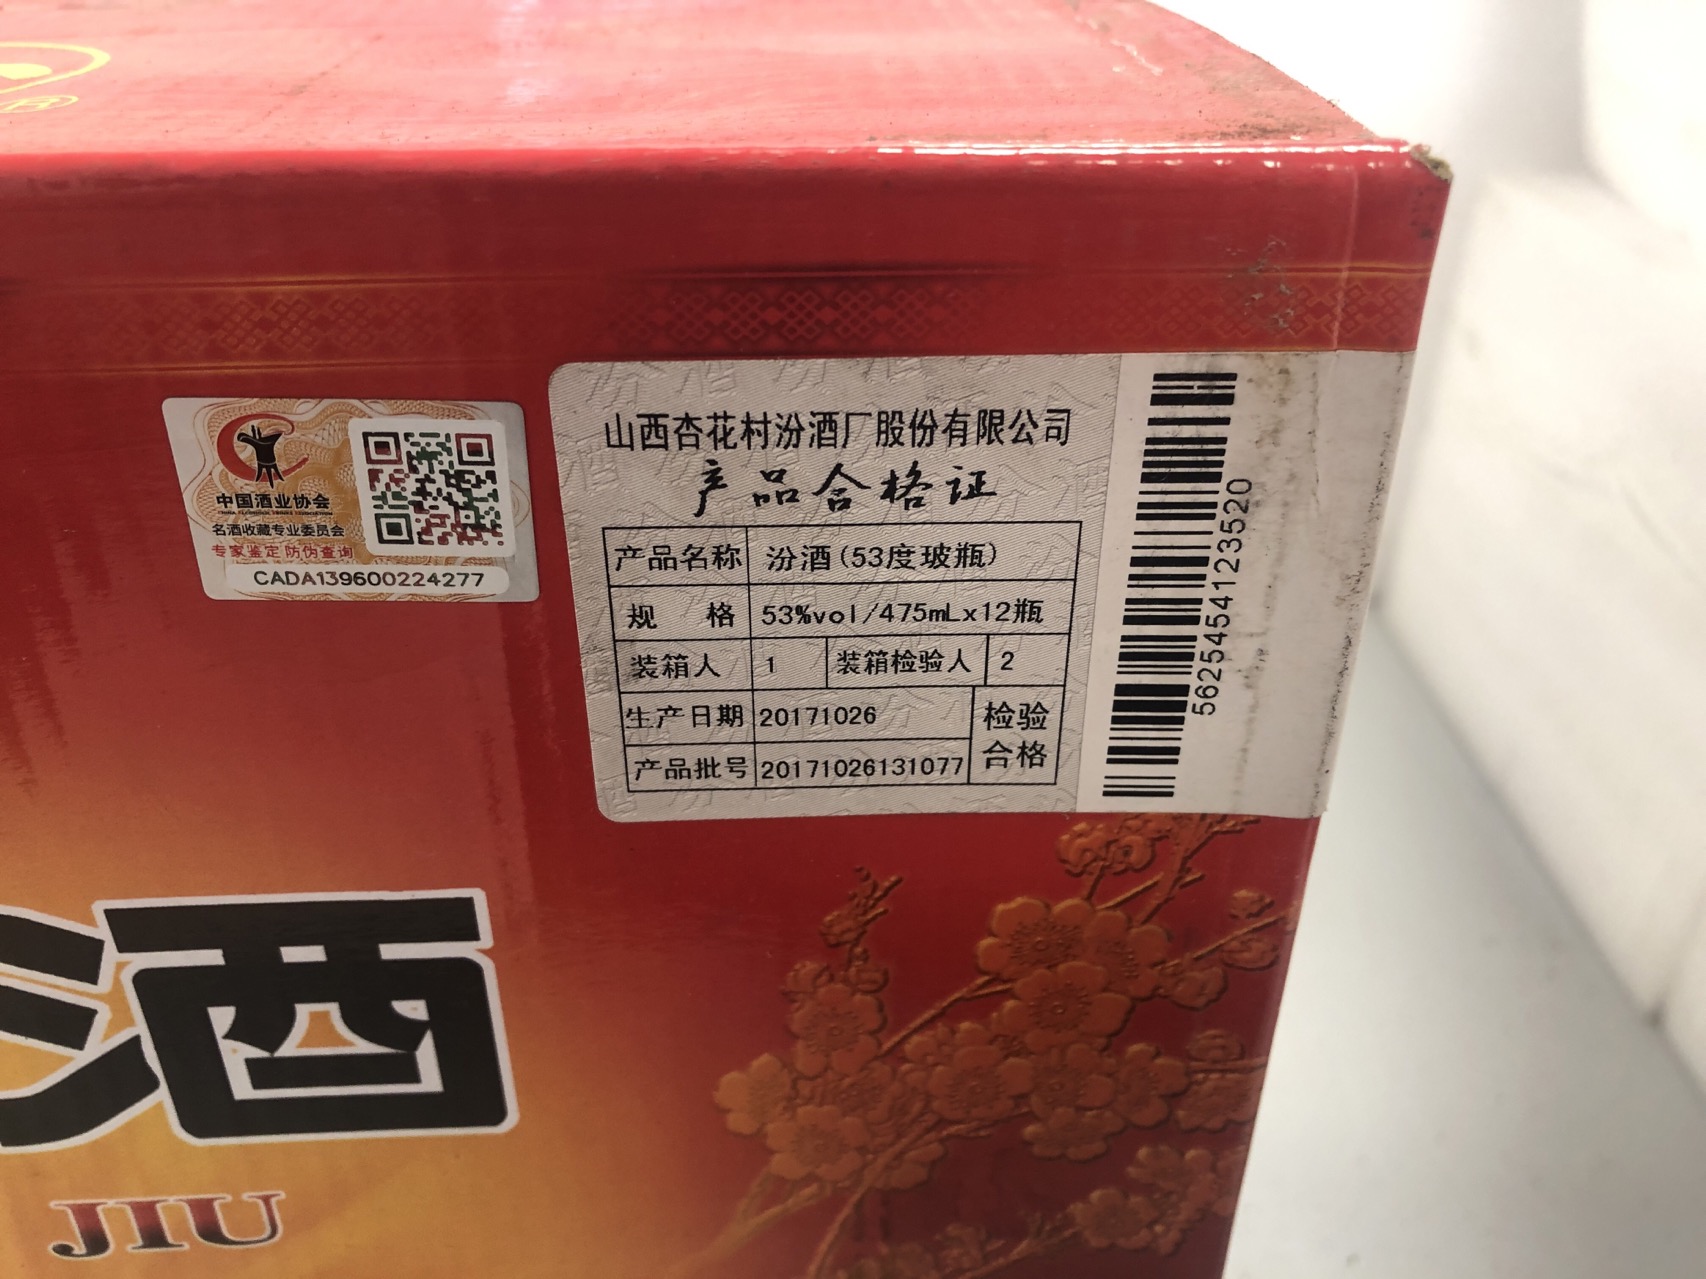 ®
中国酒业协会
名酒收藏专业委员会
专家鉴定 防伪查询
CADA139600224277
山西杏花村汾酒厂股份有限公司
产品合格证
产品名称 汾酒(53度玻瓶)
规 格 53%vol/475mLx12瓶
装箱人 1 装箱检验人 2
生产日期 20171026
检验合格
产品批号 20171026131077
5625454123520
酒
JIU